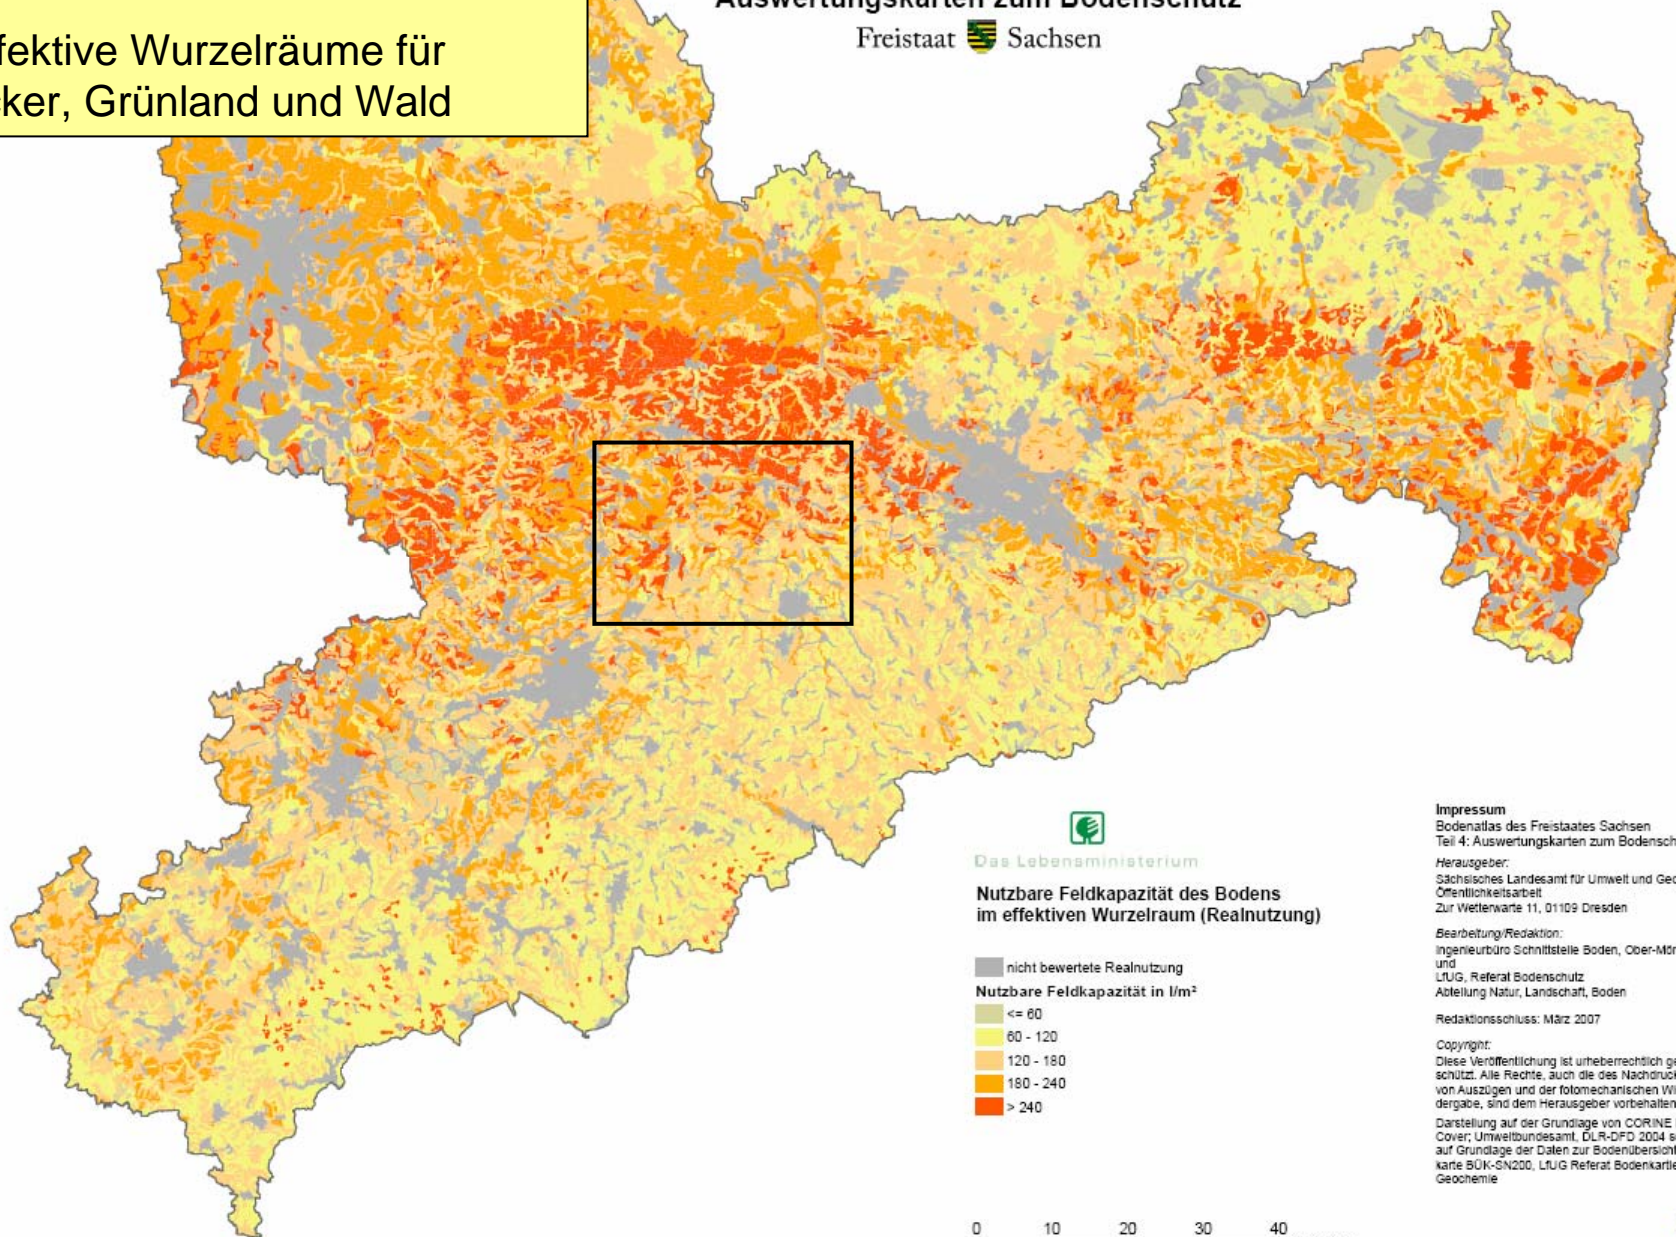 fektive Wurzelräume für
cker, Grünland und Wald
Auswertungskarten zum Bodenschutz
Freistaat Sachsen
Das Lebensministerium
Nutzbare Feldkapazität des Bodens
im effektiven Wurzelraum (Realnutzung)
nicht bewertete Realnutzung
Nutzbare Feldkapazität in l/m²
<= 60
60 - 120
120 - 180
180 - 240
> 240
0 10 20 30 40
Impressum
Bodenatlas des Freistaates Sachsen
Teil 4: Auswertungskarten zum Bodensch
Herausgeber:
Sächsisches Landesamt für Umwelt und Geo
Öffentlichkeitsarbeit
Zur Wetterwarte 11, 01109 Dresden
Bearbeitung/Redaktion:
Ingenieurbüro Schnittstelle Boden, Ober-Mör
und
LfUG, Referat Bodenschutz
Abteilung Natur, Landschaft, Boden
Redaktionsschluss: März 2007
Copyright:
Diese Veröffentlichung ist urheberrechtlich ge
schützt. Alle Rechte, auch die des Nachdruck
von Auszügen und der fotomechanischen Wi
dergabe, sind dem Herausgeber vorbehalten
Darstellung auf der Grundlage von CORINE
Cover; Umweltbundesamt, DLR-DFD 2004 s
auf Grundlage der Daten zur Bodenübersicht
karte BÜK-SN200, LfUG Referat Bodenkartie
Geochemie